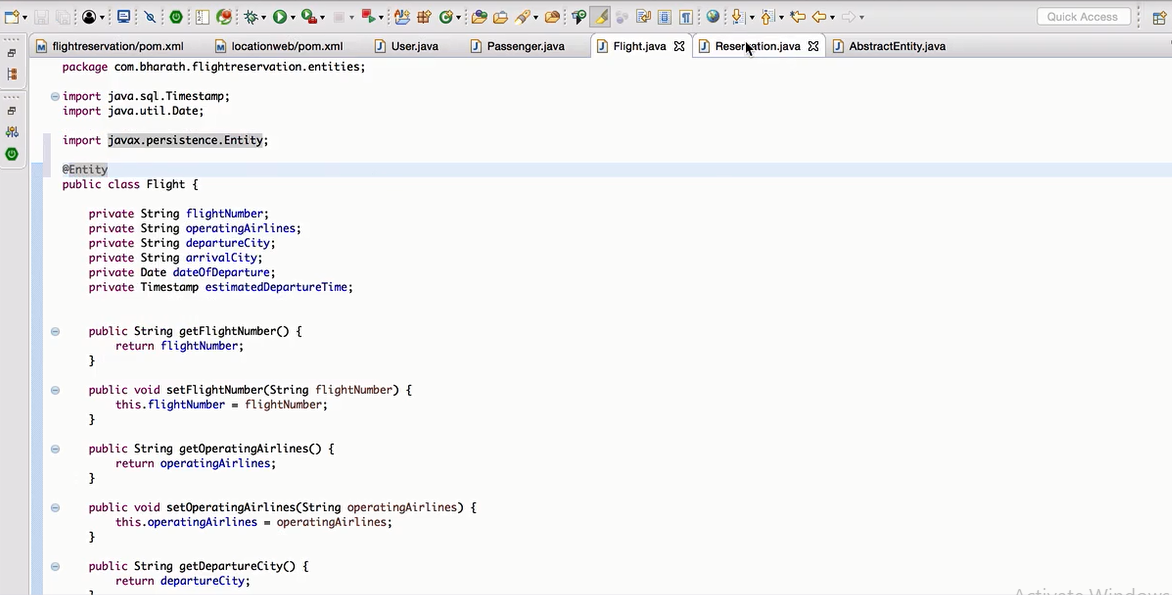 Quick Access
flightreservation/pom.xml locationweb/pom.xml User.java Passenger.java Flight.java Reservation.java AbstractEntity.java
package com.bharath.flightreservation.entities;
import java.sql.Timestamp;
import java.util.Date;
import javax.persistence.Entity;
@Entity
public class Flight {
private String flightNumber;
private String operatingAirlines;
private String departureCity;
private String arrivalCity;
private Date dateOfDeparture;
private Timestamp estimatedDepartureTime;
public String getFlightNumber() {
return flightNumber;
}
public void setFlightNumber(String flightNumber) {
this.flightNumber = flightNumber;
}
public String getOperatingAirlines() {
return operatingAirlines;
}
public void setOperatingAirlines(String operatingAirlines) {
this.operatingAirlines = operatingAirlines;
}
public String getDepartureCity() {
return departureCity;
Activate Windows